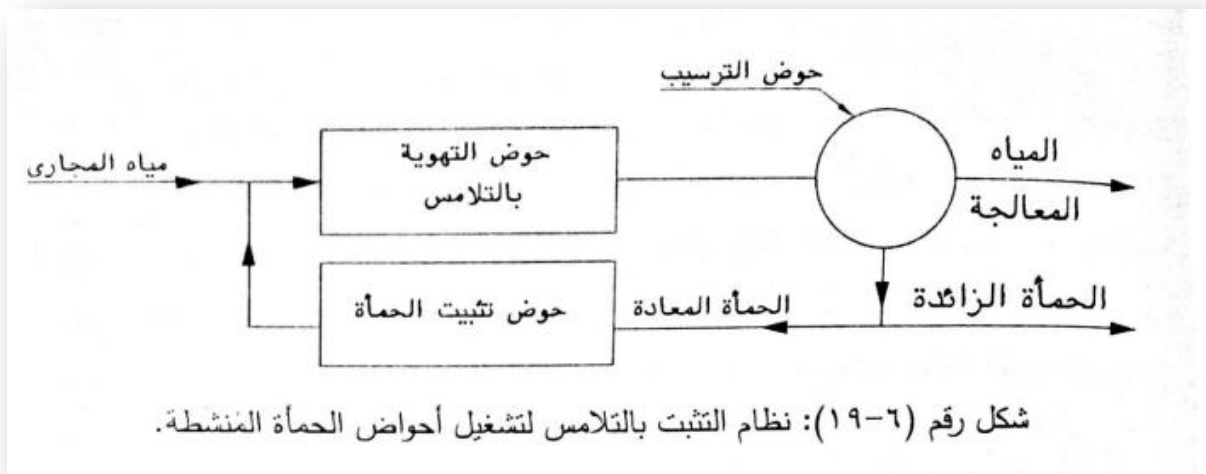 حوض الترسيب
مياه المجارى
حوض التهوية
بالتلامس
المياه
المعالجة
حوض تثبيت الحمأة
الحمأة المعادة
الحمأة الزائدة
شكل رقم (٦-١٩): نظام التثبت بالتلامس لتشغيل أحواض الحمأة المنشطة.